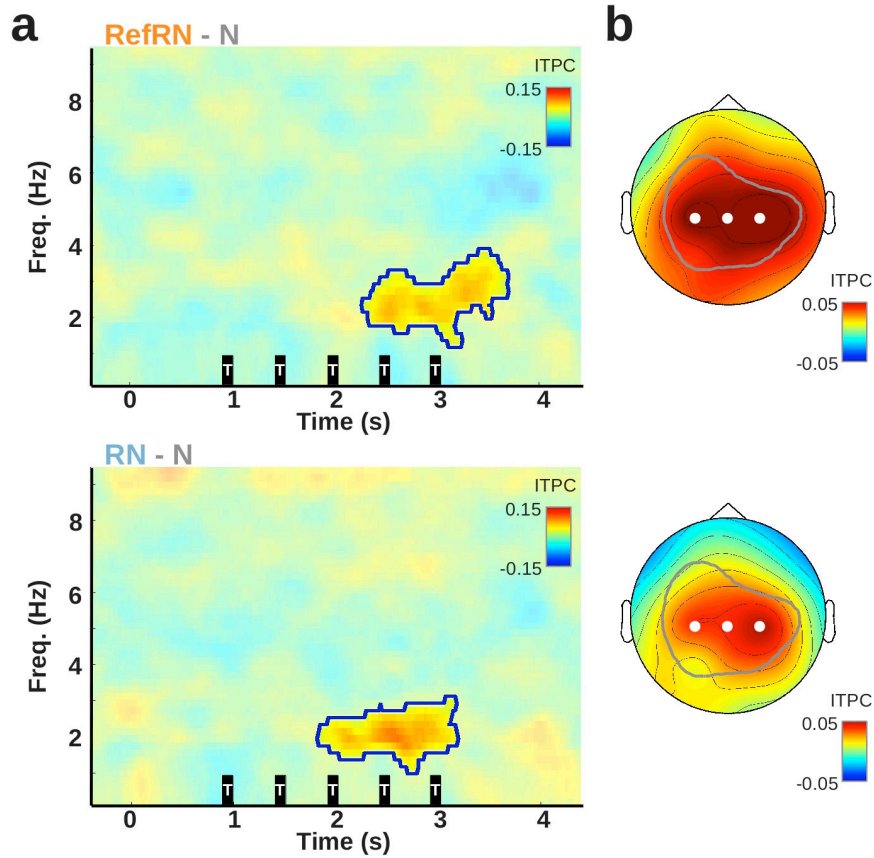 a
b
RefRN - N
ITPC
0.15
-0.15
8
6
4
2
Freq. (Hz)
T T T T T
0 1 2 3 4
Time (s)
ITPC
0.05
-0.05
RN - N
ITPC
0.15
-0.15
8
6
4
2
Freq. (Hz)
T T T T T
0 1 2 3 4
Time (s)
ITPC
0.05
-0.05